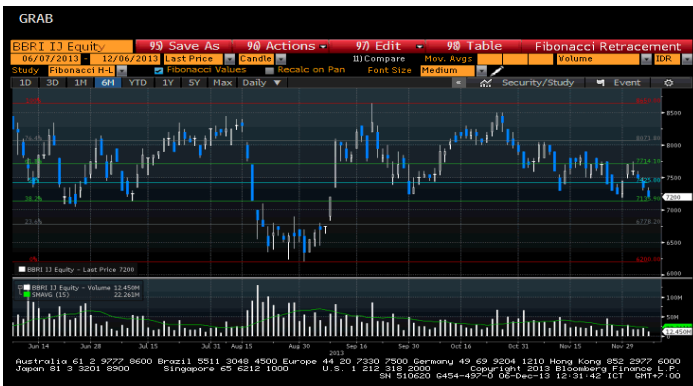 GRAB
BBRI IJ Equity 95) Save As 96) Actions 97) Edit 98) Table Fibonacci Retracement
06/07/2013 - 12/06/2013 Last Price Candle 11) Compare Mov. Avgs Volume IDR
Study Fibonacci H-L Fibonacci Values Recalc on Pan Font Size Medium
1D 3D 1M 6M YTD 1Y 5Y Max Daily « Security/Study Event
8500
76.4% 8073.80
8000
7714.10
7500
7200
38.2% 7135.90
7000
23.6% 6778.20
6500
0% 6200.00
BBRI IJ Equity - Last Price 7200
6000
BBRI IJ Equity - Volume 12.450M
SMAVG (15) 22.261M
100M
50M
12.450M
Jun 14 Jun 28 Jul 15 Jul 31 Aug 15 Aug 30 Sep 16 Sep 30 Oct 16 Oct 31 Nov 15 Nov 29
2013
Australia 61 2 9777 8600 Brazil 5511 3048 4500 Europe 44 20 7330 7500 Germany 49 69 9204 1210 Hong Kong 852 2977 6000
Japan 81 3 3201 8900 Singapore 65 6212 1000 U.S. 1 212 318 2000 Copyright 2013 Bloomberg Finance L.P.
SN 510620 G454-497-0 06-Dec-13 12:31:42 ICT GMT+7:00